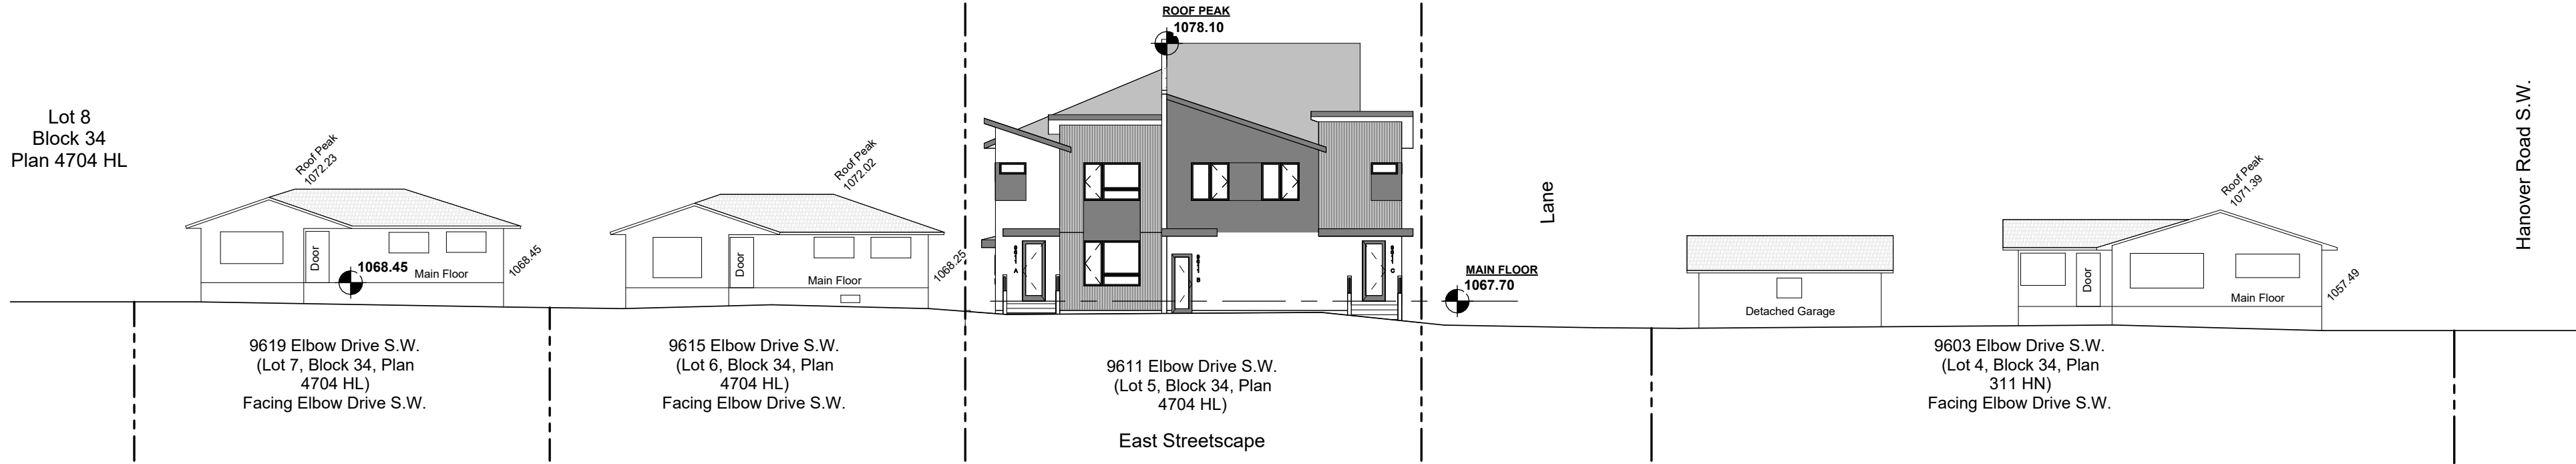 Lot 8
Block 34
Plan 4704 HL
Roof Peak
1072.23
Door
1068.45
Main Floor
1068.45
9619 Elbow Drive S.W.
(Lot 7, Block 34, Plan
4704 HL)
Facing Elbow Drive S.W.
Roof Peak
1072.02
Door
Main Floor
1068.25
9615 Elbow Drive S.W.
(Lot 6, Block 34, Plan
4704 HL)
Facing Elbow Drive S.W.
ROOF PEAK
1078.10
9611 A
9611 B
9611 C
9611 Elbow Drive S.W.
(Lot 5, Block 34, Plan
4704 HL)
East Streetscape
MAIN FLOOR
1067.70
Lane
Detached Garage
Roof Peak
1071.39
Door
Main Floor
1057.49
9603 Elbow Drive S.W.
(Lot 4, Block 34, Plan
311 HN)
Facing Elbow Drive S.W.
Hanover Road S.W.